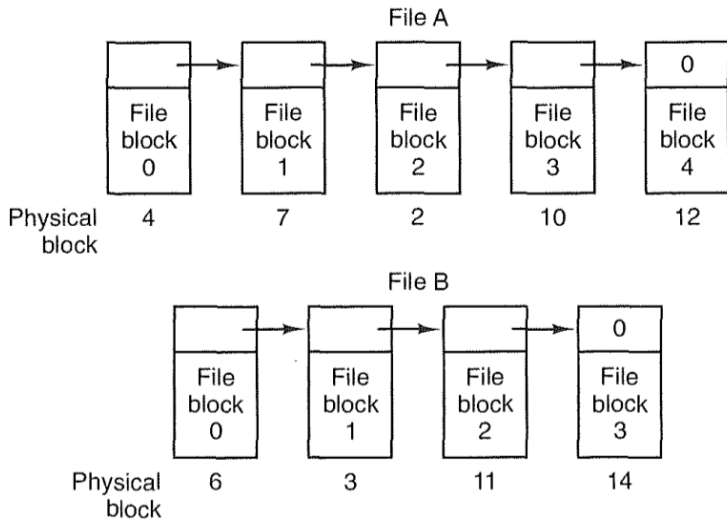 File A
0
File block 0
File block 1
File block 2
File block 3
File block 4
Physical block
4 7 2 10 12
File B
0
File block 0
File block 1
File block 2
File block 3
Physical block
6 3 11 14